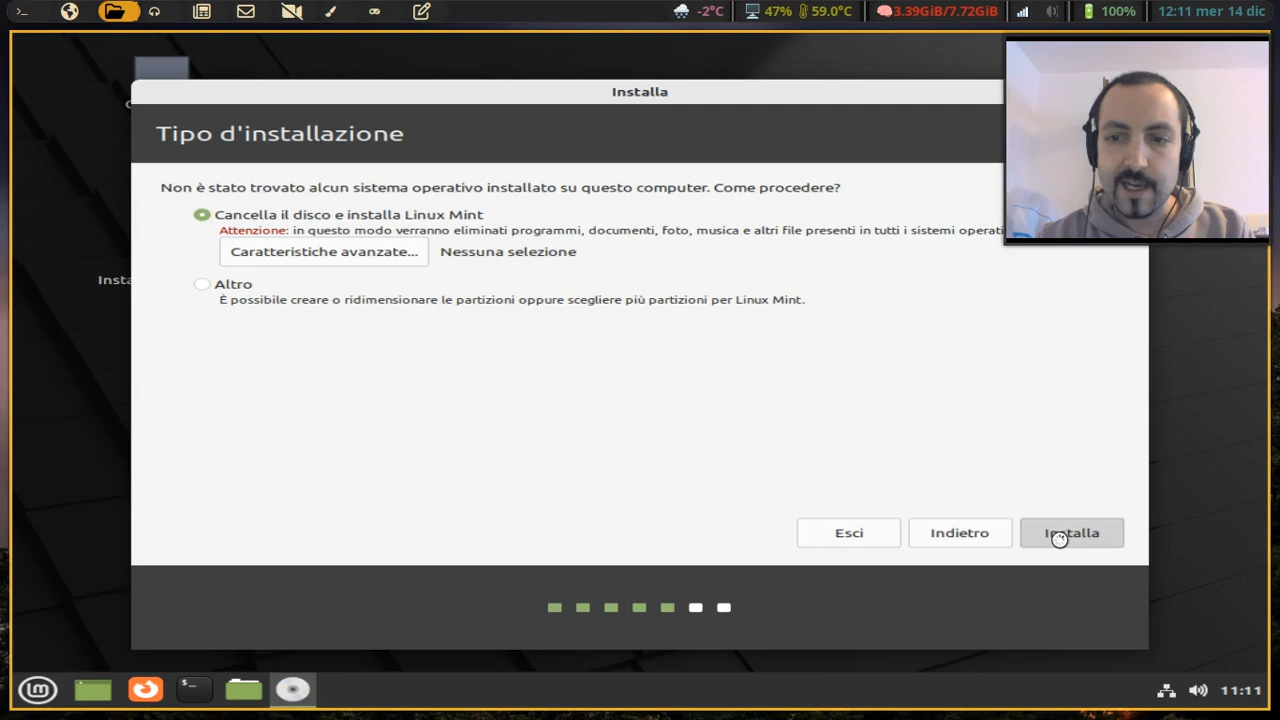 -2°C 47% 59.0°C 3.39GiB/7.72GiB 100% 12:11 mer 14 dic
Installa
Tipo d'installazione
Non è stato trovato alcun sistema operativo installato su questo computer. Come procedere?
Cancella il disco e installa Linux Mint
Attenzione: in questo modo verranno eliminati programmi, documenti, foto, musica e altri file presenti in tutti i sistemi operati
Caratteristiche avanzate... Nessuna selezione
Insta
Altro
È possibile creare o ridimensionare le partizioni oppure scegliere più partizioni per Linux Mint.
Esci Indietro Installa
11:11